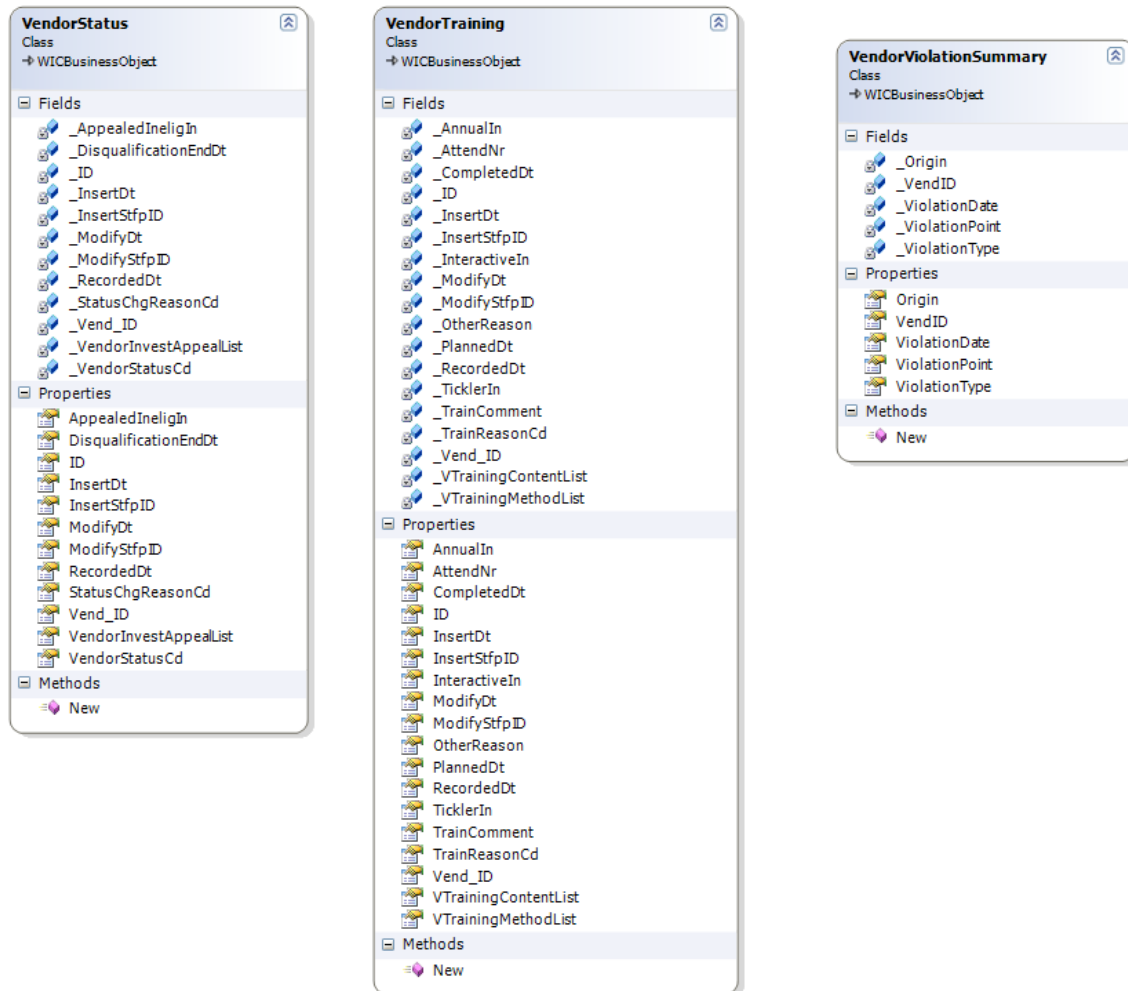 VendorStatus
Class
WICBusinessObject
Fields
_AppealedIneligIn
_DisqualificationEndDt
_ID
_InsertDt
_InsertStfpID
_ModifyDt
_ModifyStfpID
_RecordedDt
_StatusChgReasonCd
_Vend_ID
_VendorInvestAppealList
_VendorStatusCd
Properties
AppealedIneligIn
DisqualificationEndDt
ID
InsertDt
InsertStfpID
ModifyDt
ModifyStfpID
RecordedDt
StatusChgReasonCd
Vend_ID
VendorInvestAppealList
VendorStatusCd
Methods
New
VendorTraining
Class
WICBusinessObject
Fields
_AnnualIn
_AttendNr
_CompletedDt
_ID
_InsertDt
_InsertStfpID
_InteractiveIn
_ModifyDt
_ModifyStfpID
_OtherReason
_PlannedDt
_RecordedDt
_TicklerIn
_TrainComment
_TrainReasonCd
_Vend_ID
_VTrainingContentList
_VTrainingMethodList
Properties
AnnualIn
AttendNr
CompletedDt
ID
InsertDt
InsertStfpID
InteractiveIn
ModifyDt
ModifyStfpID
OtherReason
PlannedDt
RecordedDt
TicklerIn
TrainComment
TrainReasonCd
Vend_ID
VTrainingContentList
VTrainingMethodList
Methods
New
VendorViolationSummary
Class
WICBusinessObject
Fields
_Origin
_VendID
_ViolationDate
_ViolationPoint
_ViolationType
Properties
Origin
VendID
ViolationDate
ViolationPoint
ViolationType
Methods
New